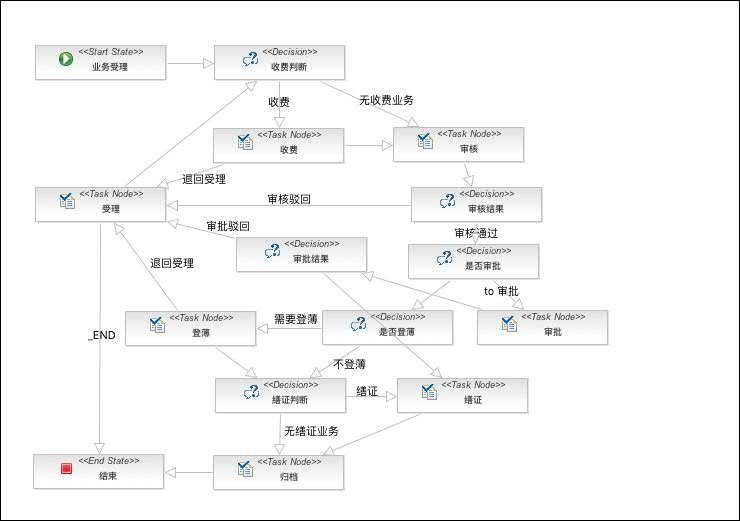 <<Start State>>
业务受理
<<Decision>>
收费判断
收费
无收费业务
<<Task Node>>
收费
<<Task Node>>
审核
退回受理
<<Task Node>>
受理
审核驳回
<<Decision>>
审核结果
审批驳回
审核通过
<<Decision>>
审批结果
<<Decision>>
是否审批
退回受理
to 审批
<<Task Node>>
登薄
需要登薄
<<Decision>>
是否登薄
<<Task Node>>
审批
_END
不登薄
<<Decision>>
缮证判断
缮证
<<Task Node>>
缮证
无缮证业务
<<End State>>
结束
<<Task Node>>
归档